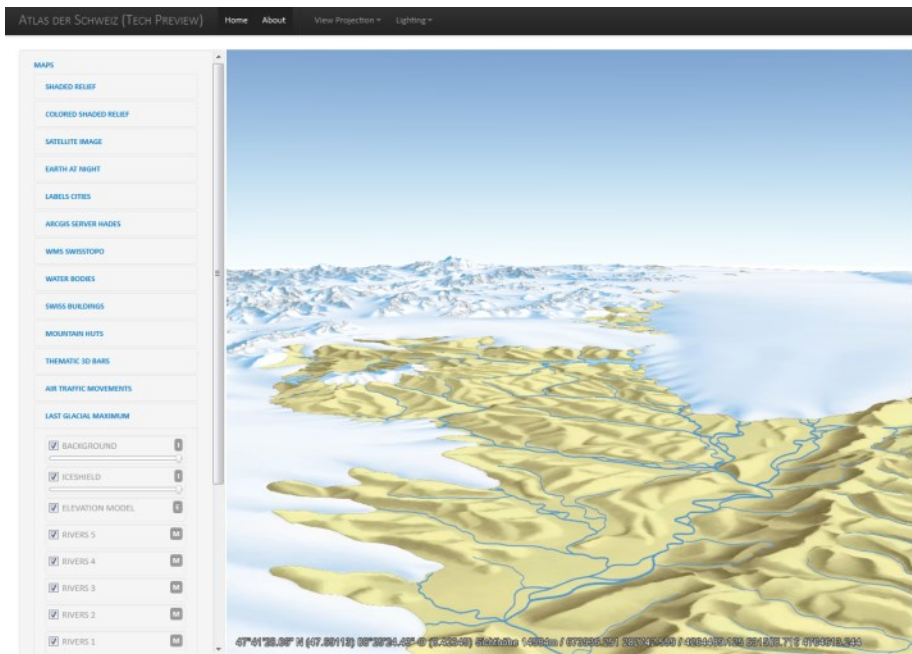 ATLAS DER SCHWEIZ (TECH PREVIEW) Home About View Projection Lighting
MAPS
SHADED RELIEF
COLORED SHADED RELIEF
SATELLITE IMAGE
EARTH AT NIGHT
LABELS CITIES
ARCGIS SERVER HADES
WMS SWISSTOPO
WATER BODIES
SWISS BUILDINGS
MOUNTAIN HUTS
THEMATIC 3D BARS
AIR TRAFFIC MOVEMENTS
LAST GLACIAL MAXIMUM
BACKGROUND I
ICESHIELD I
ELEVATION MODEL E
RIVERS 5 M
RIVERS 4 M
RIVERS 3 M
RIVERS 2 M
RIVERS 1 M
N Sichthöhe